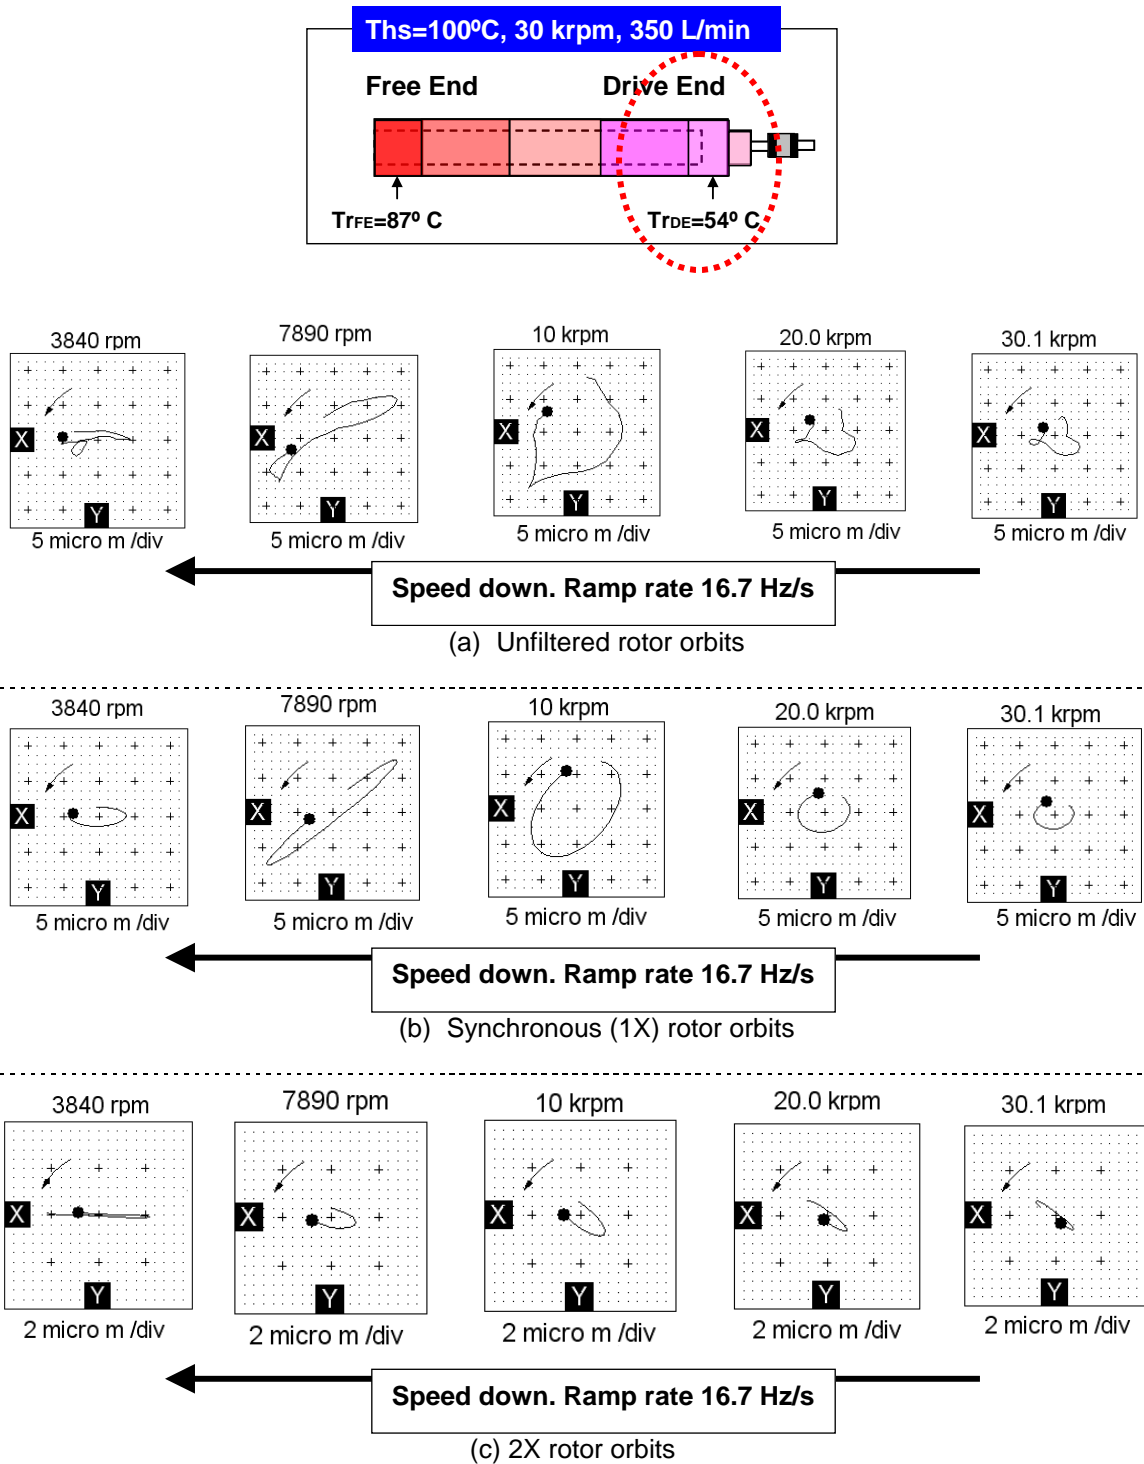 Ths=100ºC, 30 krpm, 350 L/min
Free End Drive End
TrFE=87º C TrDE=54º C
3840 rpm 7890 rpm 10 krpm 20.0 krpm 30.1 krpm
X X X X X
Y Y Y Y Y
5 micro m /div 5 micro m /div 5 micro m /div 5 micro m /div 5 micro m /div
Speed down. Ramp rate 16.7 Hz/s
(a) Unfiltered rotor orbits
3840 rpm 7890 rpm 10 krpm 20.0 krpm 30.1 krpm
X X X X X
Y Y Y Y Y
5 micro m /div 5 micro m /div 5 micro m /div 5 micro m /div 5 micro m /div
Speed down. Ramp rate 16.7 Hz/s
(b) Synchronous (1X) rotor orbits
3840 rpm 7890 rpm 10 krpm 20.0 krpm 30.1 krpm
X X X X X
Y Y Y Y Y
2 micro m /div 2 micro m /div 2 micro m /div 2 micro m /div 2 micro m /div
Speed down. Ramp rate 16.7 Hz/s
(c) 2X rotor orbits